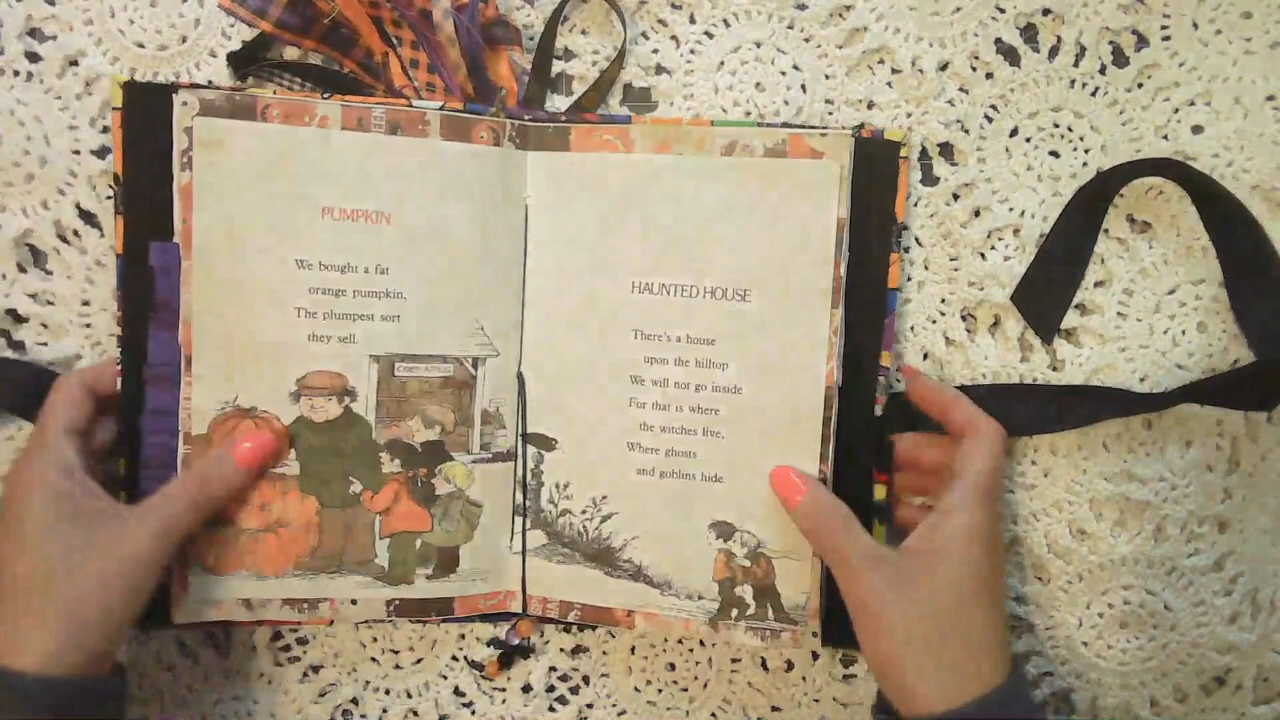 PUMPKIN
We bought a fat
orange pumpkin,
The plumpest sort
they sell.
HAUNTED HOUSE
There's a house
upon the hilltop
We will not go inside
For that is where
the witches live,
Where ghosts
and goblins hide.